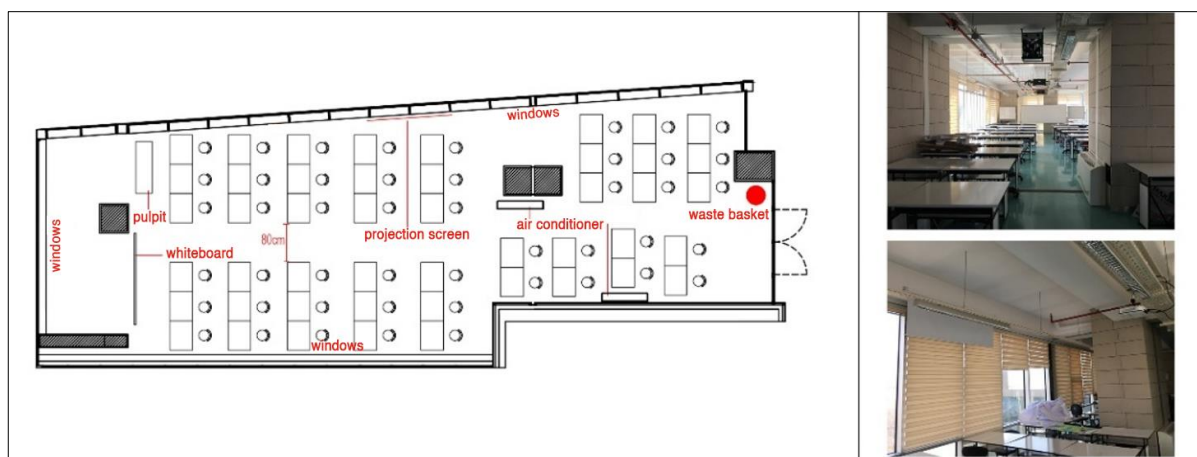 windows
windows
pulpit
80cm
projection screen
air conditioner
waste basket
whiteboard
windows